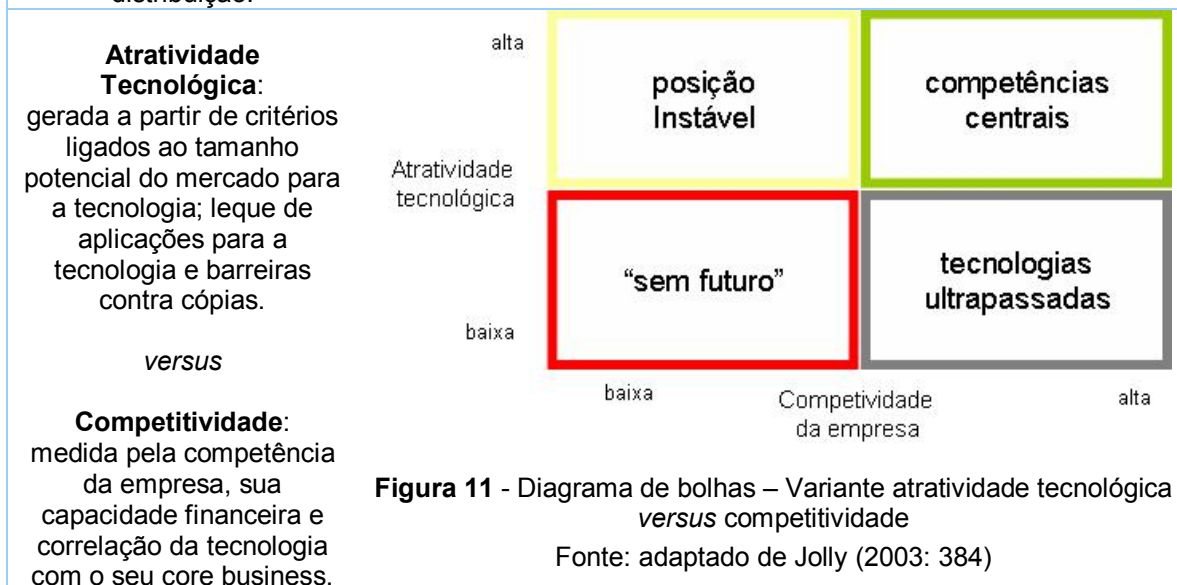 distribuição.
Atratividade
Tecnológica:
gerada a partir de critérios
ligados ao tamanho
potencial do mercado para
a tecnologia; leque de
aplicações para a
tecnologia e barreiras
contra cópias.
versus
Competitividade:
medida pela competência
da empresa, sua
capacidade financeira e
correlação da tecnologia
com o seu core business.
alta
posição
Instável
competências
centrais
Atratividade
tecnológica
"sem futuro"
tecnologias
ultrapassadas
baixa
baixa
Competividade
da empresa
alta
Figura 11 - Diagrama de bolhas – Variante atratividade tecnológica
versus competitividade
Fonte: adaptado de Jolly (2003: 384)